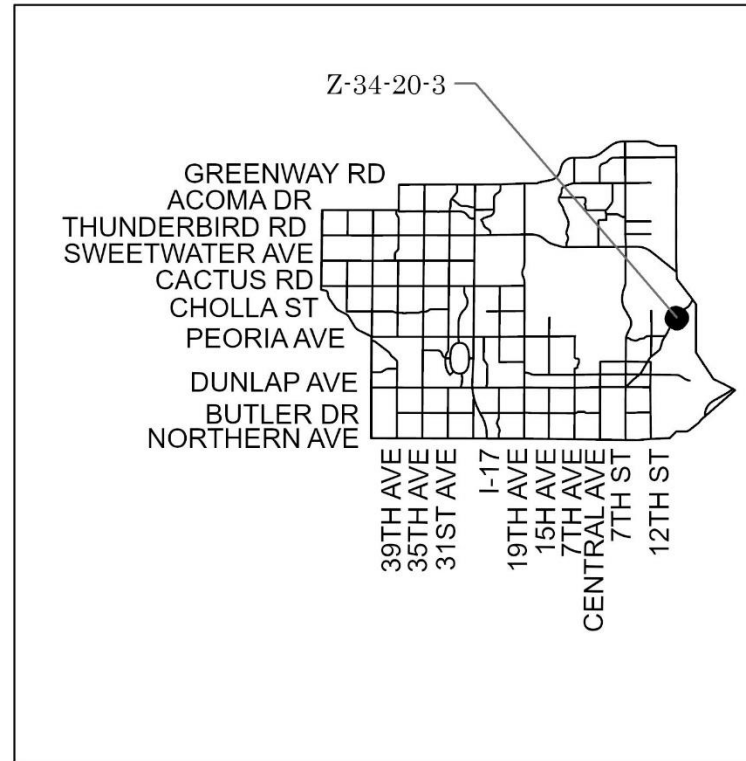 Z-34-20-3
GREENWAY RD
ACOMA DR
THUNDERBIRD RD
SWEETWATER AVE
CACTUS RD
CHOLLA ST
PEORIA AVE
DUNLAP AVE
BUTLER DR
NORTHERN AVE
39TH AVE
35TH AVE
31ST AVE
I-17
19TH AVE
15H AVE
7TH AVE
CENTRAL AVE
7TH ST
12TH ST